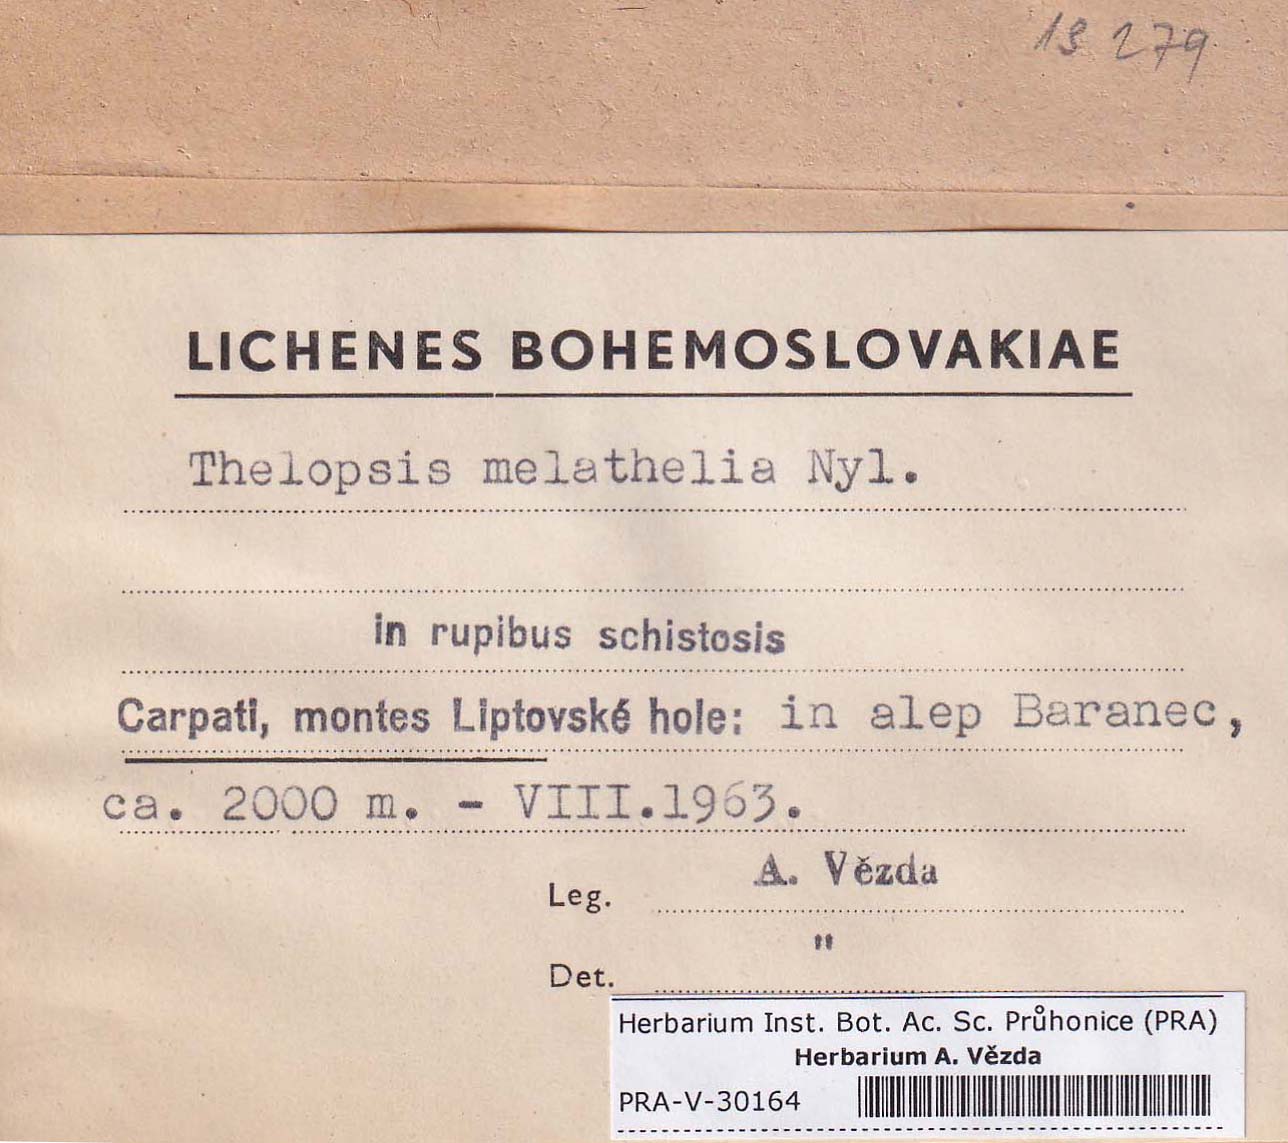 19 279
LICHENES BOHEMOSLOVAKIAE
Thelopsis melathelia Nyl.
in rupibus schistosis
Carpati, montes Liptovské hole: in alep Baranec,
ca. 2000 m. - VIII.1963.
Leg. A. Vězda
Det. "
Herbarium Inst. Bot. Ac. Sc. Průhonice (PRA)
Herbarium A. Vězda
PRA-V-30164